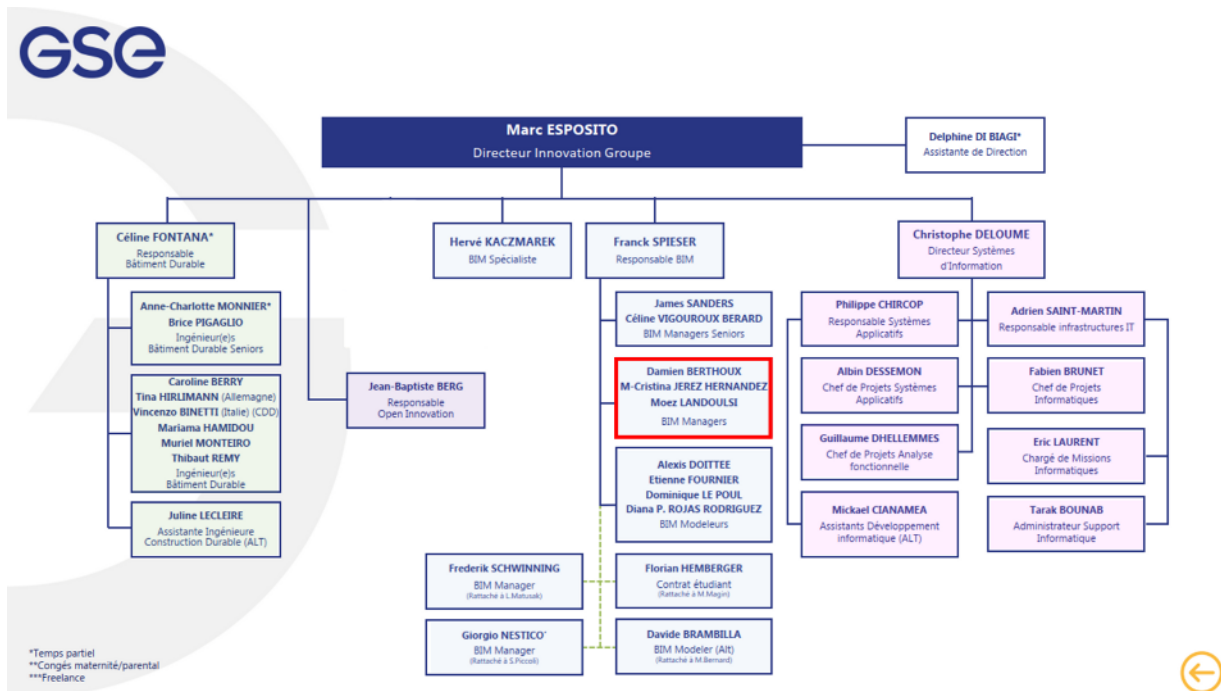 GSE
Marc ESPOSITO
Directeur Innovation Groupe
Delphine DI BIAGI*
Assistante de Direction
Céline FONTANA*
Responsable
Bâtiment Durable
Hervé KACZMAREK
BIM Spécialiste
Franck SPIESER
Responsable BIM
Christophe DELOUME
Directeur Systèmes
d'Information
Anne-Charlotte MONNIER*
Brice PIGAGLIO
Ingénieur(e)s
Bâtiment Durable Seniors
Caroline BERRY
Tina HIRLIMANN (Allemagne)
Vincenzo BINETTI (Italie) (CDD)
Mariama HAMIDOU
Muriel MONTEIRO
Thibaut REMY
Ingénieur(e)s
Bâtiment Durable
Juline LECLEIRE
Assistante Ingénieure
Construction Durable (ALT)
Jean-Baptiste BERG
Responsable
Open Innovation
James SANDERS
Céline VIGOUROUX BERARD
BIM Managers Seniors
Damien BERTHOUX
M-Cristina JEREZ HERNANDEZ
Moez LANDOULSI
BIM Managers
Alexis DOITTEE
Etienne FOURNIER
Dominique LE POUL
Diana P. ROJAS RODRIGUEZ
BIM Modeleurs
Frederik SCHWINNING
BIM Manager
(Rattaché à L.Matusak)
Florian HEMBERGER
Contrat étudiant
(Rattaché à M.Magin)
Giorgio NESTICO*
BIM Manager
(Rattaché à S.Piccoli)
Davide BRAMBILLA
BIM Modeler (Alt)
(Rattaché à M.Bernard)
Philippe CHIRCOP
Responsable Systèmes
Applicatifs
Adrien SAINT-MARTIN
Responsable infrastructures IT
Albin DESSEMON
Chef de Projets Systèmes
Applicatifs
Fabien BRUNET
Chef de Projets
Informatiques
Guillaume DHELLEMMES
Chef de Projets Analyse
fonctionnelle
Eric LAURENT
Chargé de Missions
Informatiques
Mickael CIANAMEA
Assistants Développement
informatique (ALT)
Tarak BOUNAB
Administrateur Support
Informatique
*Temps partiel
**Congés maternité/parental
***Freelance